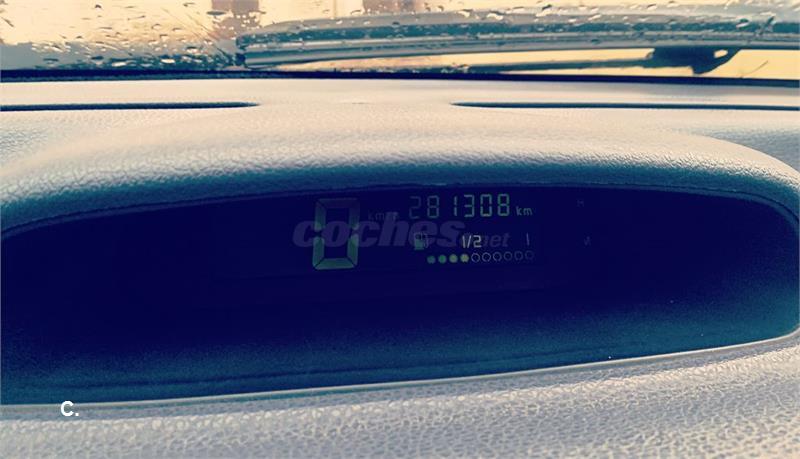 0 km/h 281308 km
coches.net
1/2 1
C.